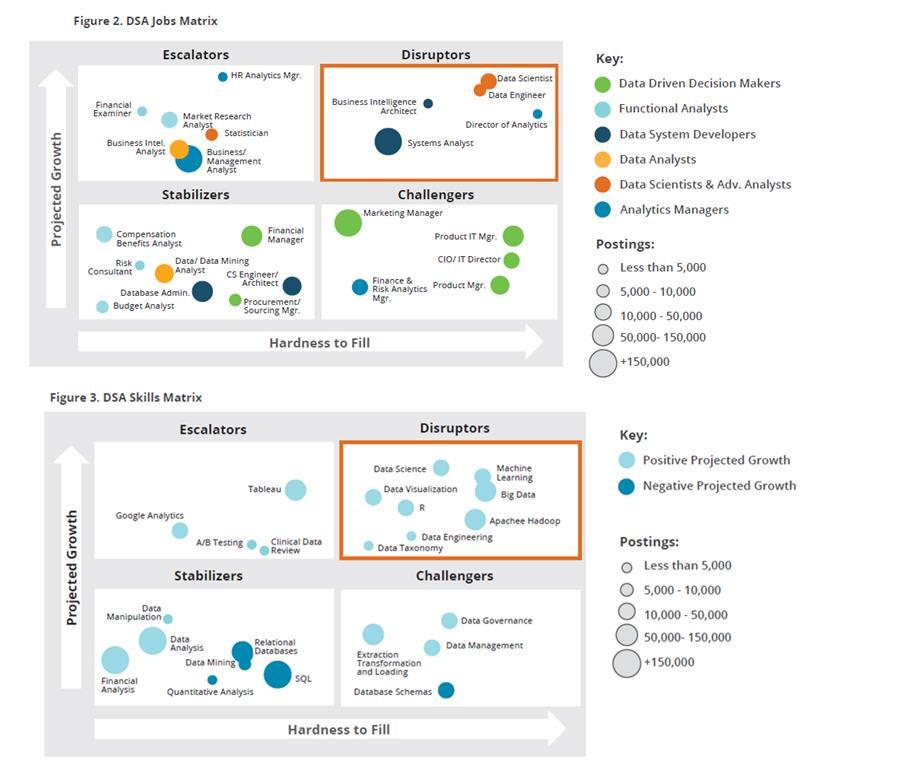 Figure 2. DSA Jobs Matrix
Escalators
Disruptors
Projected Growth
HR Analytics Mgr.
Financial
Examiner
Market Research
Analyst
Statistician
Business Intel.
Analyst
Business/
Management
Analyst
Data Scientist
Data Engineer
Business Intelligence
Architect
Director of Analytics
Systems Analyst
Stabilizers
Challengers
Compensation
Benefits Analyst
Financial
Manager
Risk
Consultant
Data/ Data Mining
Analyst
CS Engineer/
Architect
Database Admin.
Budget Analyst
Procurement/
Sourcing Mgr.
Marketing Manager
Product IT Mgr.
CIO/ IT Director
Finance &
Risk Analytics
Mgr.
Product Mgr.
Hardness to Fill
Key:
Data Driven Decision Makers
Functional Analysts
Data System Developers
Data Analysts
Data Scientists & Adv. Analysts
Analytics Managers
Postings:
Less than 5,000
5,000 - 10,000
10,000 - 50,000
50,000- 150,000
+150,000
Figure 3. DSA Skills Matrix
Escalators
Disruptors
Projected Growth
Tableau
Google Analytics
A/B Testing
Clinical Data
Review
Data Science
Machine
Learning
Data Visualization
Big Data
R
Apachee Hadoop
Data Engineering
Data Taxonomy
Stabilizers
Challengers
Data
Manipulation
Data
Analysis
Relational
Databases
Data Mining
SQL
Financial
Analysis
Quantitative Analysis
Data Governance
Data Management
Extraction
Transformation
and Loading
Database Schemas
Hardness to Fill
Key:
Positive Projected Growth
Negative Projected Growth
Postings:
Less than 5,000
5,000 - 10,000
10,000 - 50,000
50,000- 150,000
+150,000